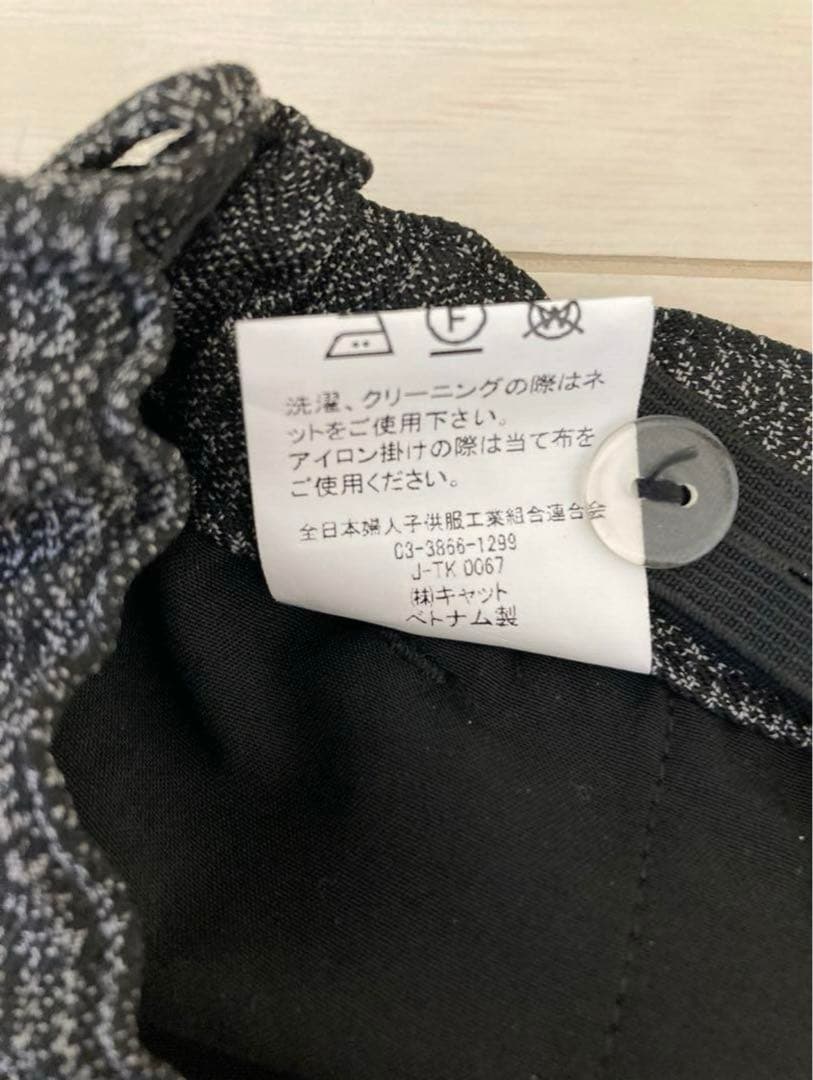 F W
洗濯、クリーニングの際はネ
ットをご使用下さい。
アイロン掛けの際は当て布を
ご使用ください。
全日本婦人子供服工業組合連合会
03-3866-1299
J-TK 0067
㈱キャット
ベトナム製